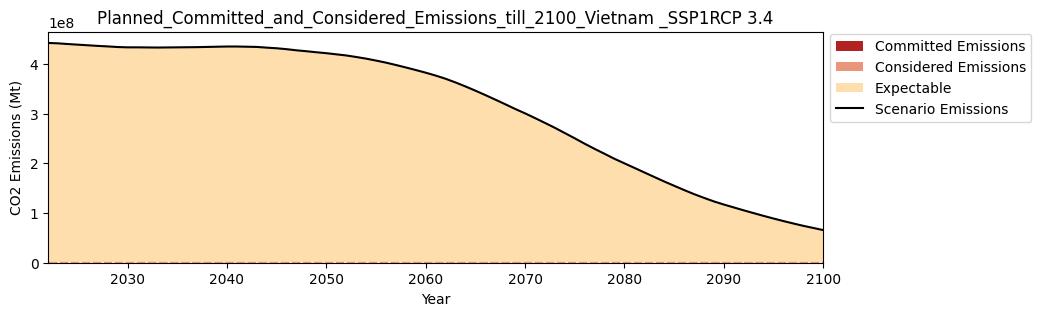 Planned_Committed_and_Considered_Emissions_till_2100_Vietnam _SSP1RCP 3.4
1e8
4
3
2
1
0
CO2 Emissions (Mt)
2030 2040 2050 2060 2070 2080 2090 2100
Year
Committed Emissions
Considered Emissions
Expectable
Scenario Emissions